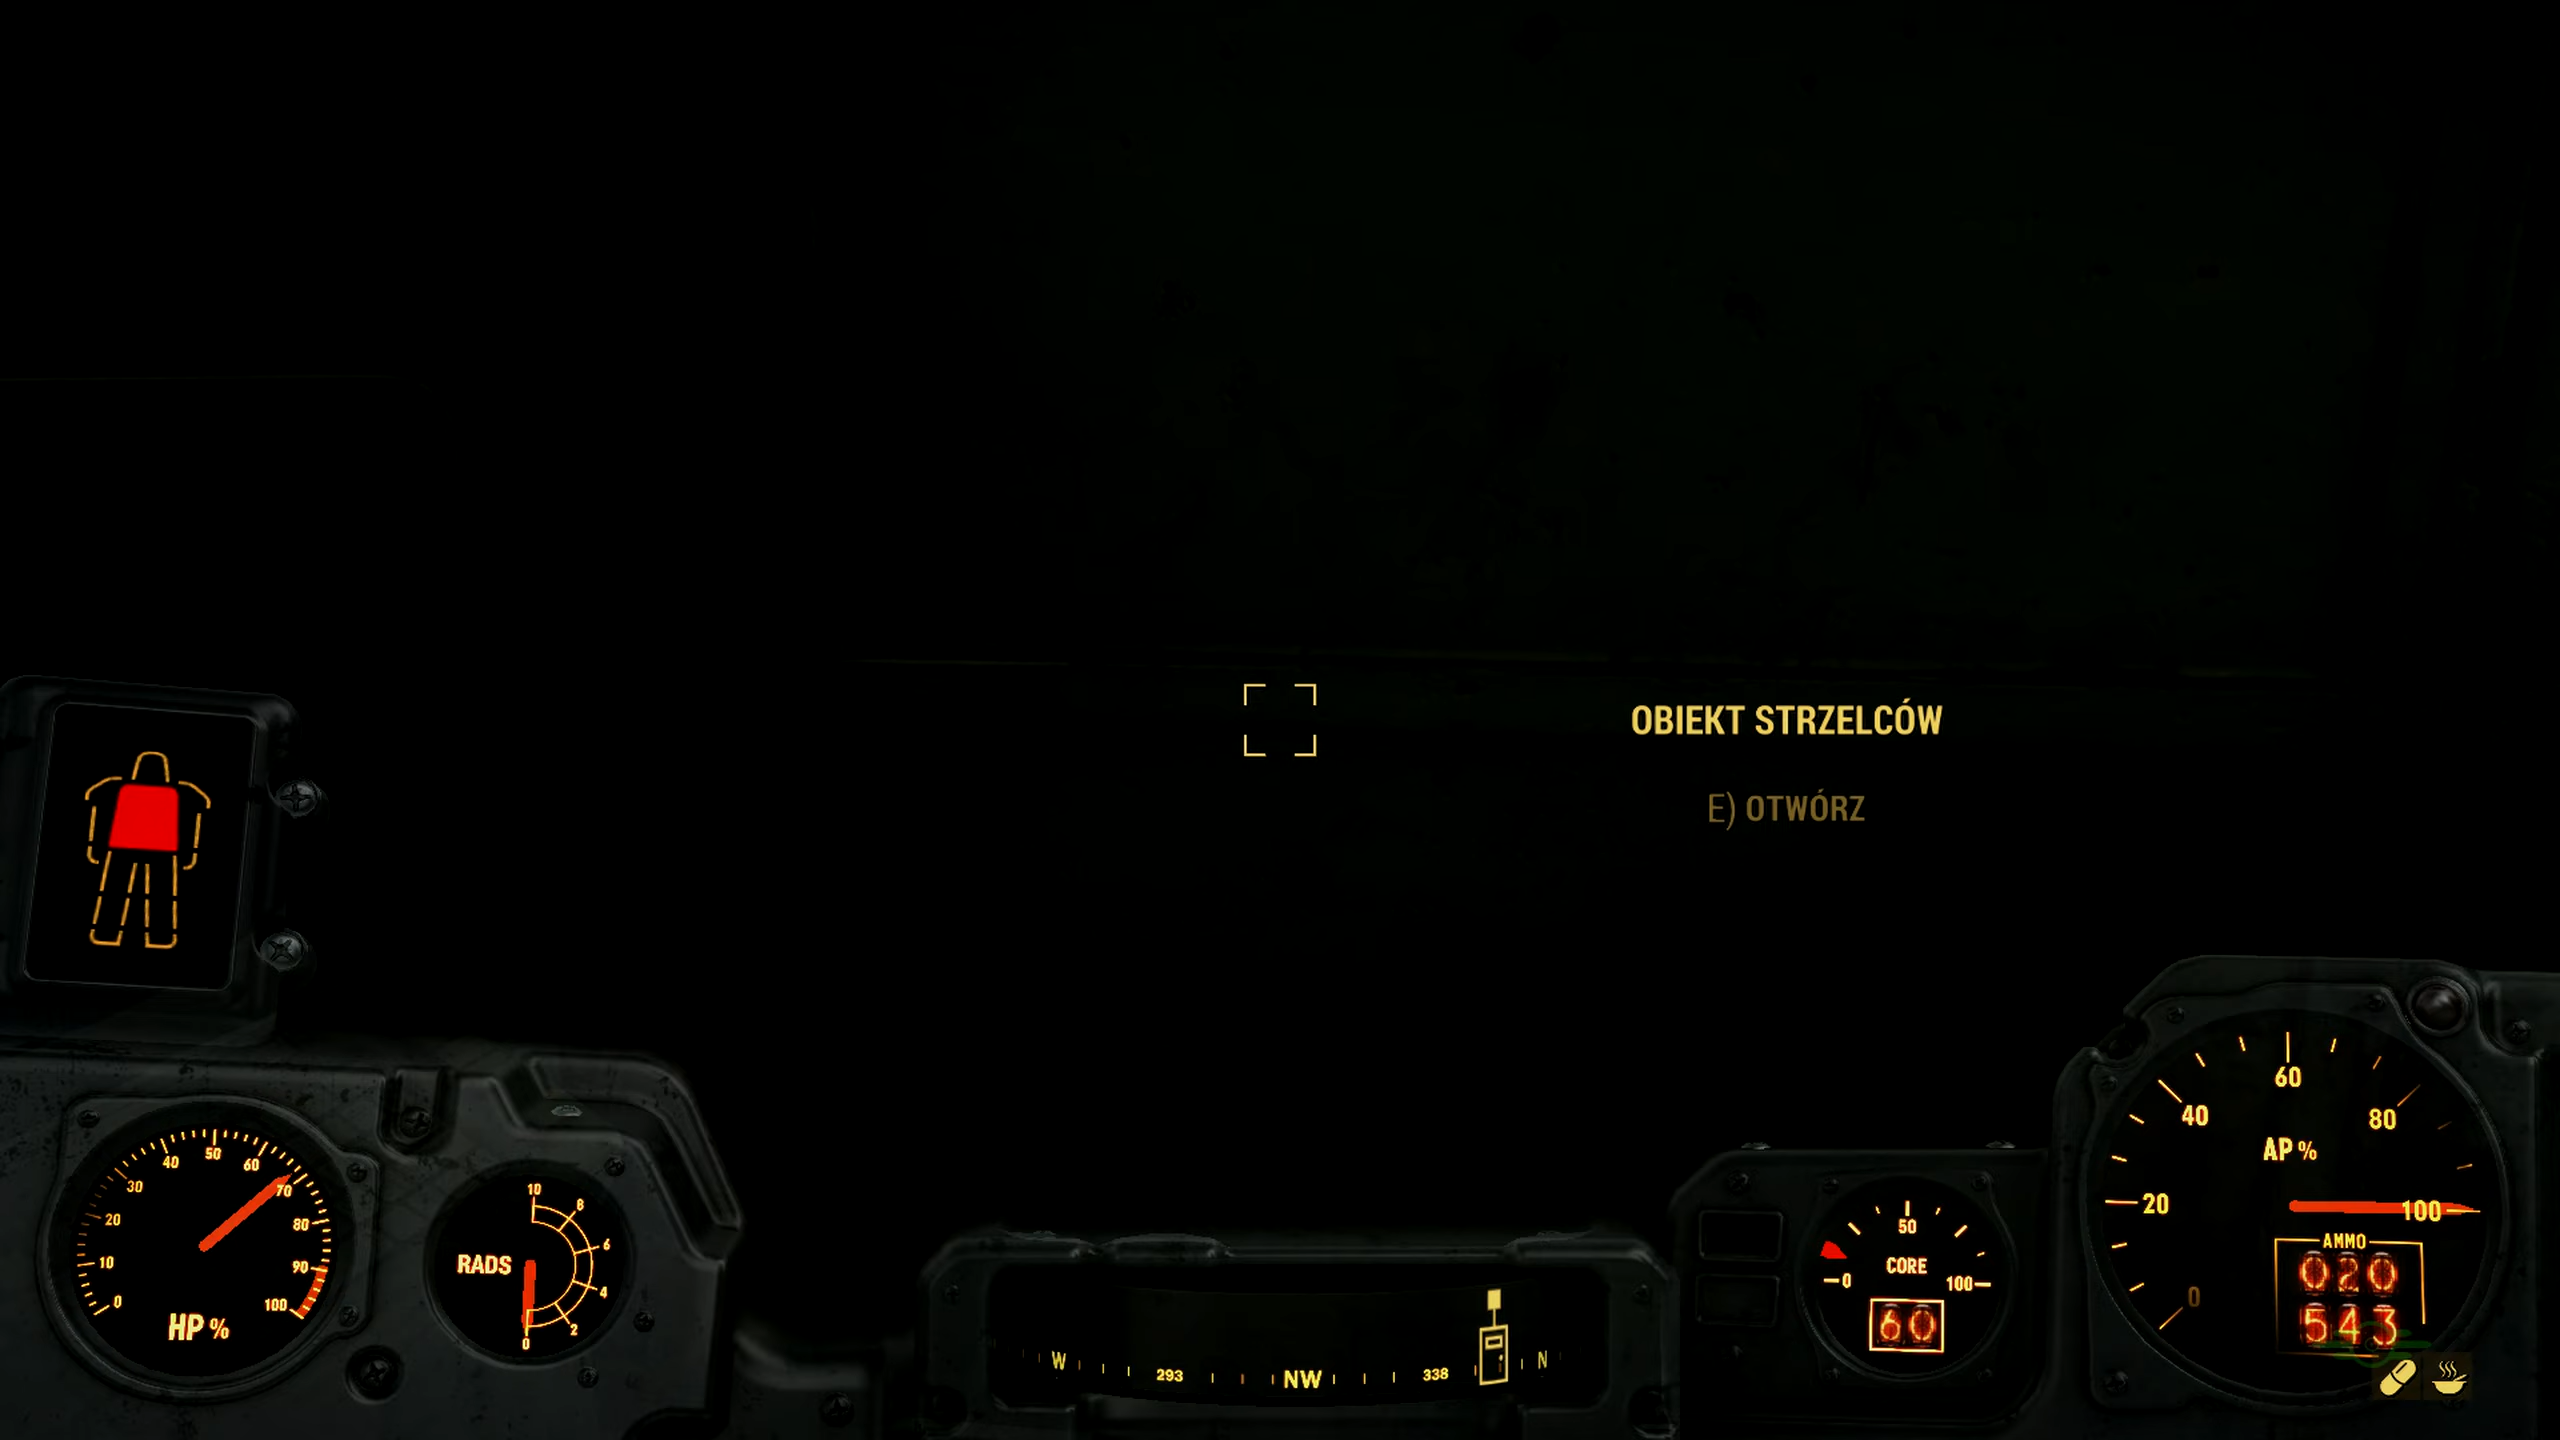 OBIEKT STRZELCÓW
E) OTWÓRZ
0 10 20 30 40 50 60 70 80 90 100
HP %
RADS
10 8 6 4 2 0
W 293 NW 338 N
0 50 100
CORE
60
0 20 40 60 80 100
AP %
AMMO
020
543